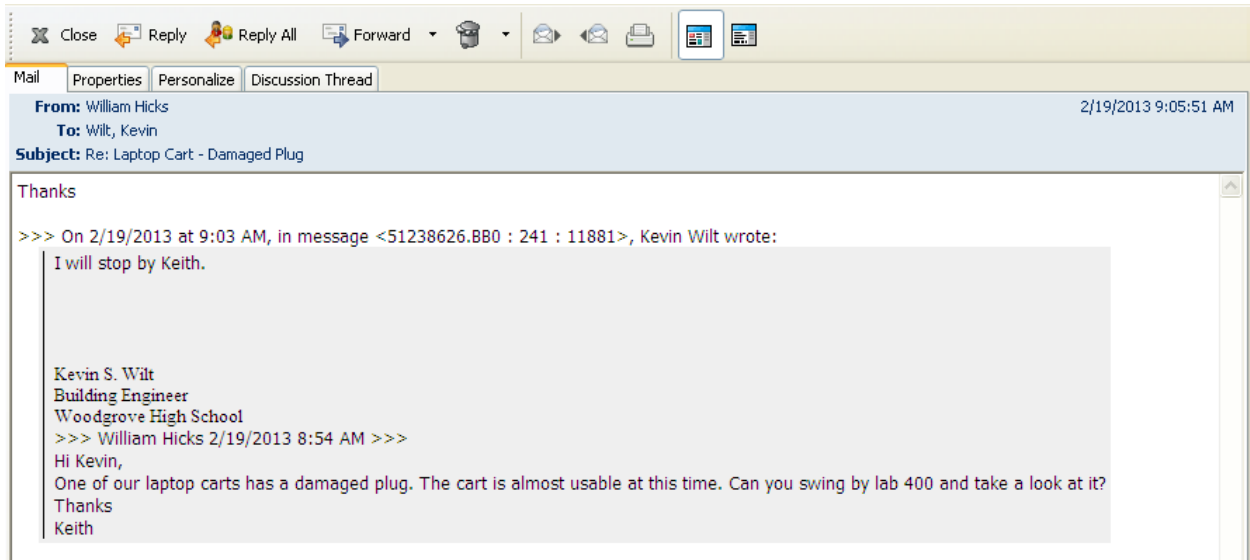 Close Reply Reply All Forward
Mail Properties Personalize Discussion Thread
From: William Hicks 2/19/2013 9:05:51 AM
To: Wilt, Kevin
Subject: Re: Laptop Cart - Damaged Plug
Thanks
>>> On 2/19/2013 at 9:03 AM, in message <51238626.BB0 : 241 : 11881>, Kevin Wilt wrote:
I will stop by Keith.
Kevin S. Wilt
Building Engineer
Woodgrove High School
>>> William Hicks 2/19/2013 8:54 AM >>>
Hi Kevin,
One of our laptop carts has a damaged plug. The cart is almost usable at this time. Can you swing by lab 400 and take a look at it?
Thanks
Keith